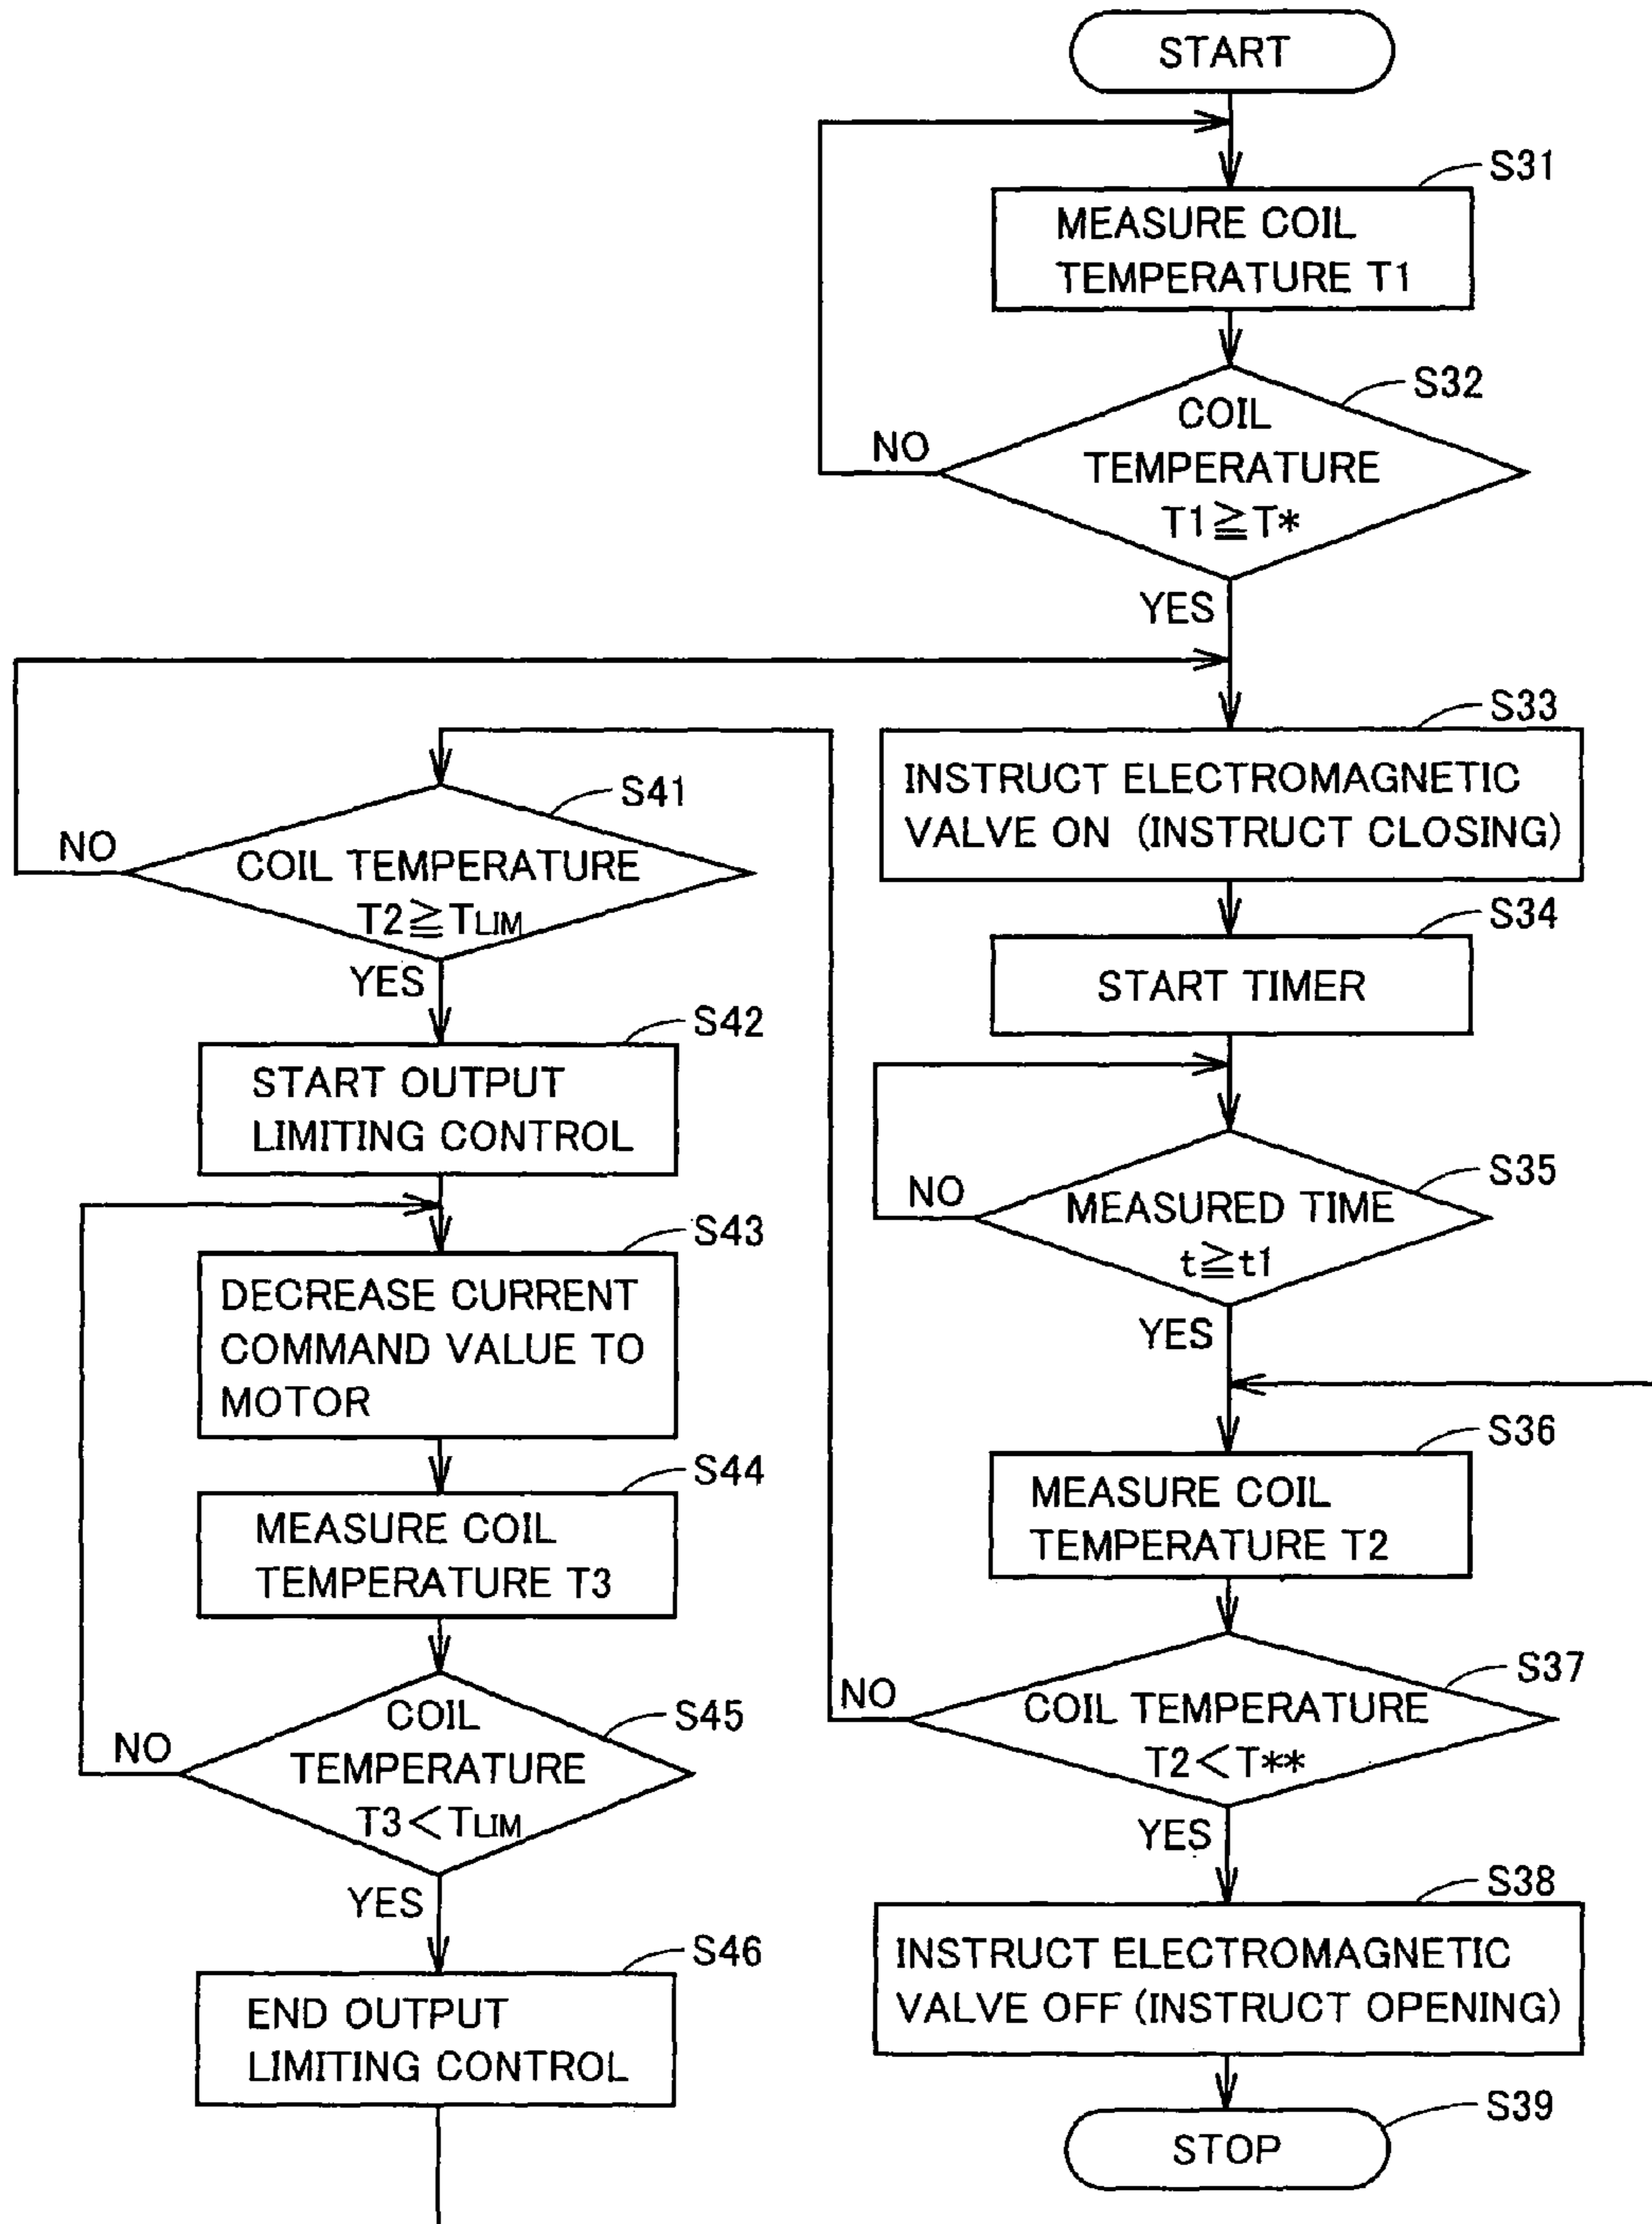 START
S31
MEASURE COIL
TEMPERATURE T1
S32
COIL
TEMPERATURE
T1≧T*
NO
YES
S33
INSTRUCT ELECTROMAGNETIC
VALVE ON (INSTRUCT CLOSING)
S34
START TIMER
S35
MEASURED TIME
t≧t1
NO
YES
S36
MEASURE COIL
TEMPERATURE T2
S37
COIL TEMPERATURE
T2<T**
NO
YES
S38
INSTRUCT ELECTROMAGNETIC
VALVE OFF (INSTRUCT OPENING)
S39
STOP
S41
COIL TEMPERATURE
T2≧TLIM
NO
YES
S42
START OUTPUT
LIMITING CONTROL
S43
DECREASE CURRENT
COMMAND VALUE TO
MOTOR
S44
MEASURE COIL
TEMPERATURE T3
S45
COIL
TEMPERATURE
T3<TLIM
NO
YES
S46
END OUTPUT
LIMITING CONTROL